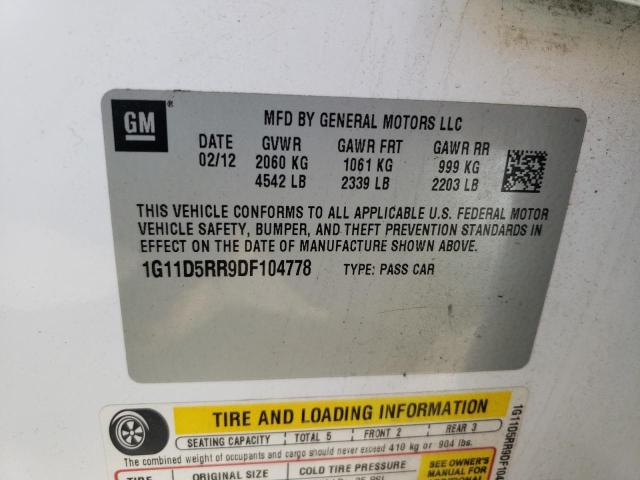 GM®
MFD BY GENERAL MOTORS LLC
DATE GVWR GAWR FRT GAWR RR
02/12 2060 KG 1061 KG 999 KG
4542 LB 2339 LB 2203 LB
THIS VEHICLE CONFORMS TO ALL APPLICABLE U.S. FEDERAL MOTOR
VEHICLE SAFETY, BUMPER, AND THEFT PREVENTION STANDARDS IN
EFFECT ON THE DATE OF MANUFACTURE SHOWN ABOVE.
1G11D5RR9DF104778 TYPE: PASS CAR
TIRE AND LOADING INFORMATION
SEATING CAPACITY TOTAL 5 FRONT 2 REAR 3
The combined weight of occupants and cargo should never exceed 410 kg or 904 lbs.
TIRE ORIGINAL SIZE COLD TIRE PRESSURE
SEE OWNER'S
MANUAL FOR
ADDITIONAL
1G11D5RR9DF104